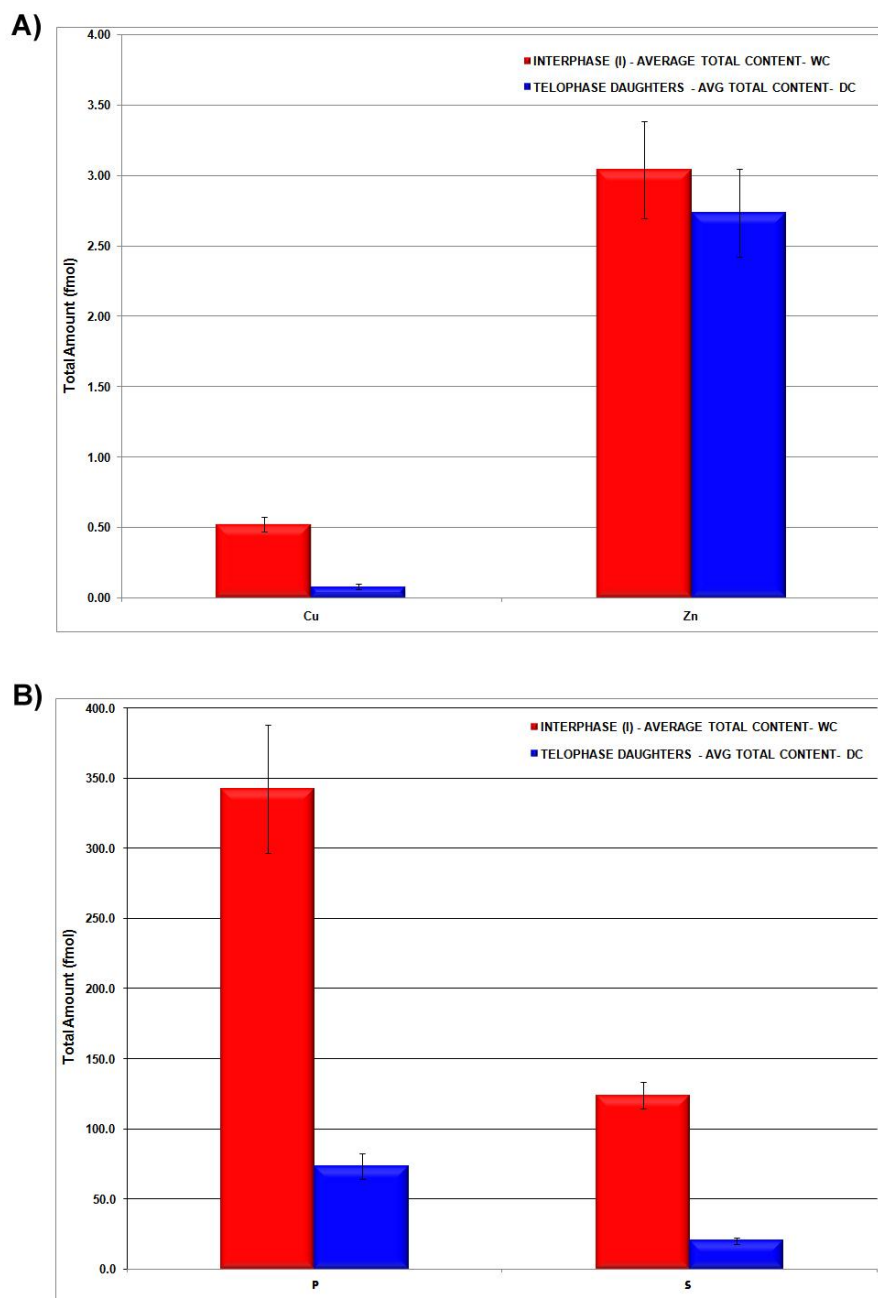 A)
4.00
INTERPHASE (I) - AVERAGE TOTAL CONTENT- WC
TELOPHASE DAUGHTERS - AVG TOTAL CONTENT- DC
3.50
3.00
2.50
2.00
1.50
1.00
0.50
0.00
Total Amount (fmol)
Cu Zn
B)
400.0
INTERPHASE (I) - AVERAGE TOTAL CONTENT- WC
TELOPHASE DAUGHTERS - AVG TOTAL CONTENT- DC
350.0
300.0
250.0
200.0
150.0
100.0
50.0
0.0
Total Amount (fmol)
P S